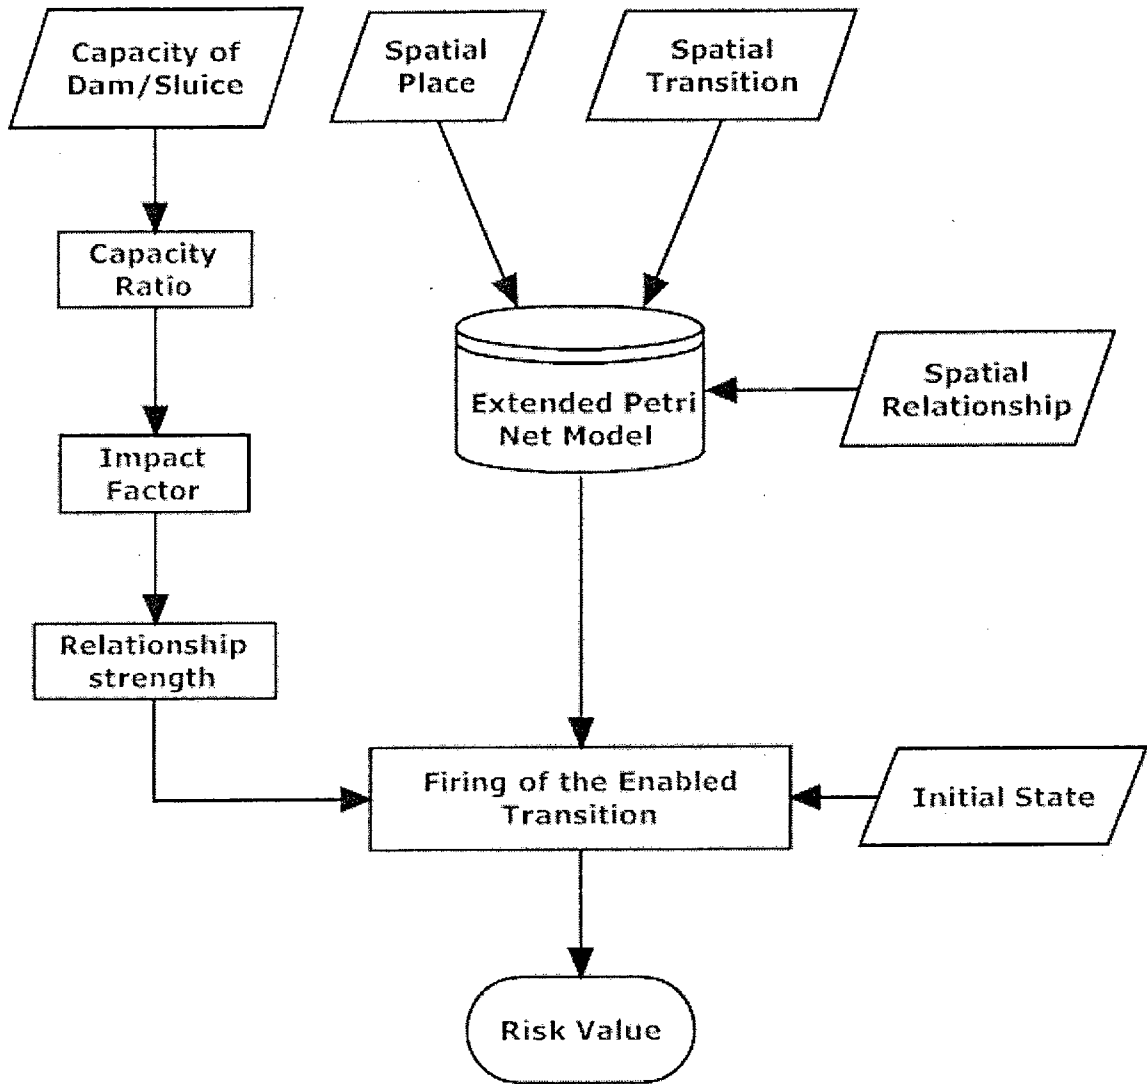 Capacity of
Dam/Sluice
Spatial
Place
Spatial
Transition
Capacity
Ratio
Extended Petri
Net Model
Spatial
Relationship
Impact
Factor
Relationship
strength
Firing of the Enabled
Transition
Initial State
Risk Value